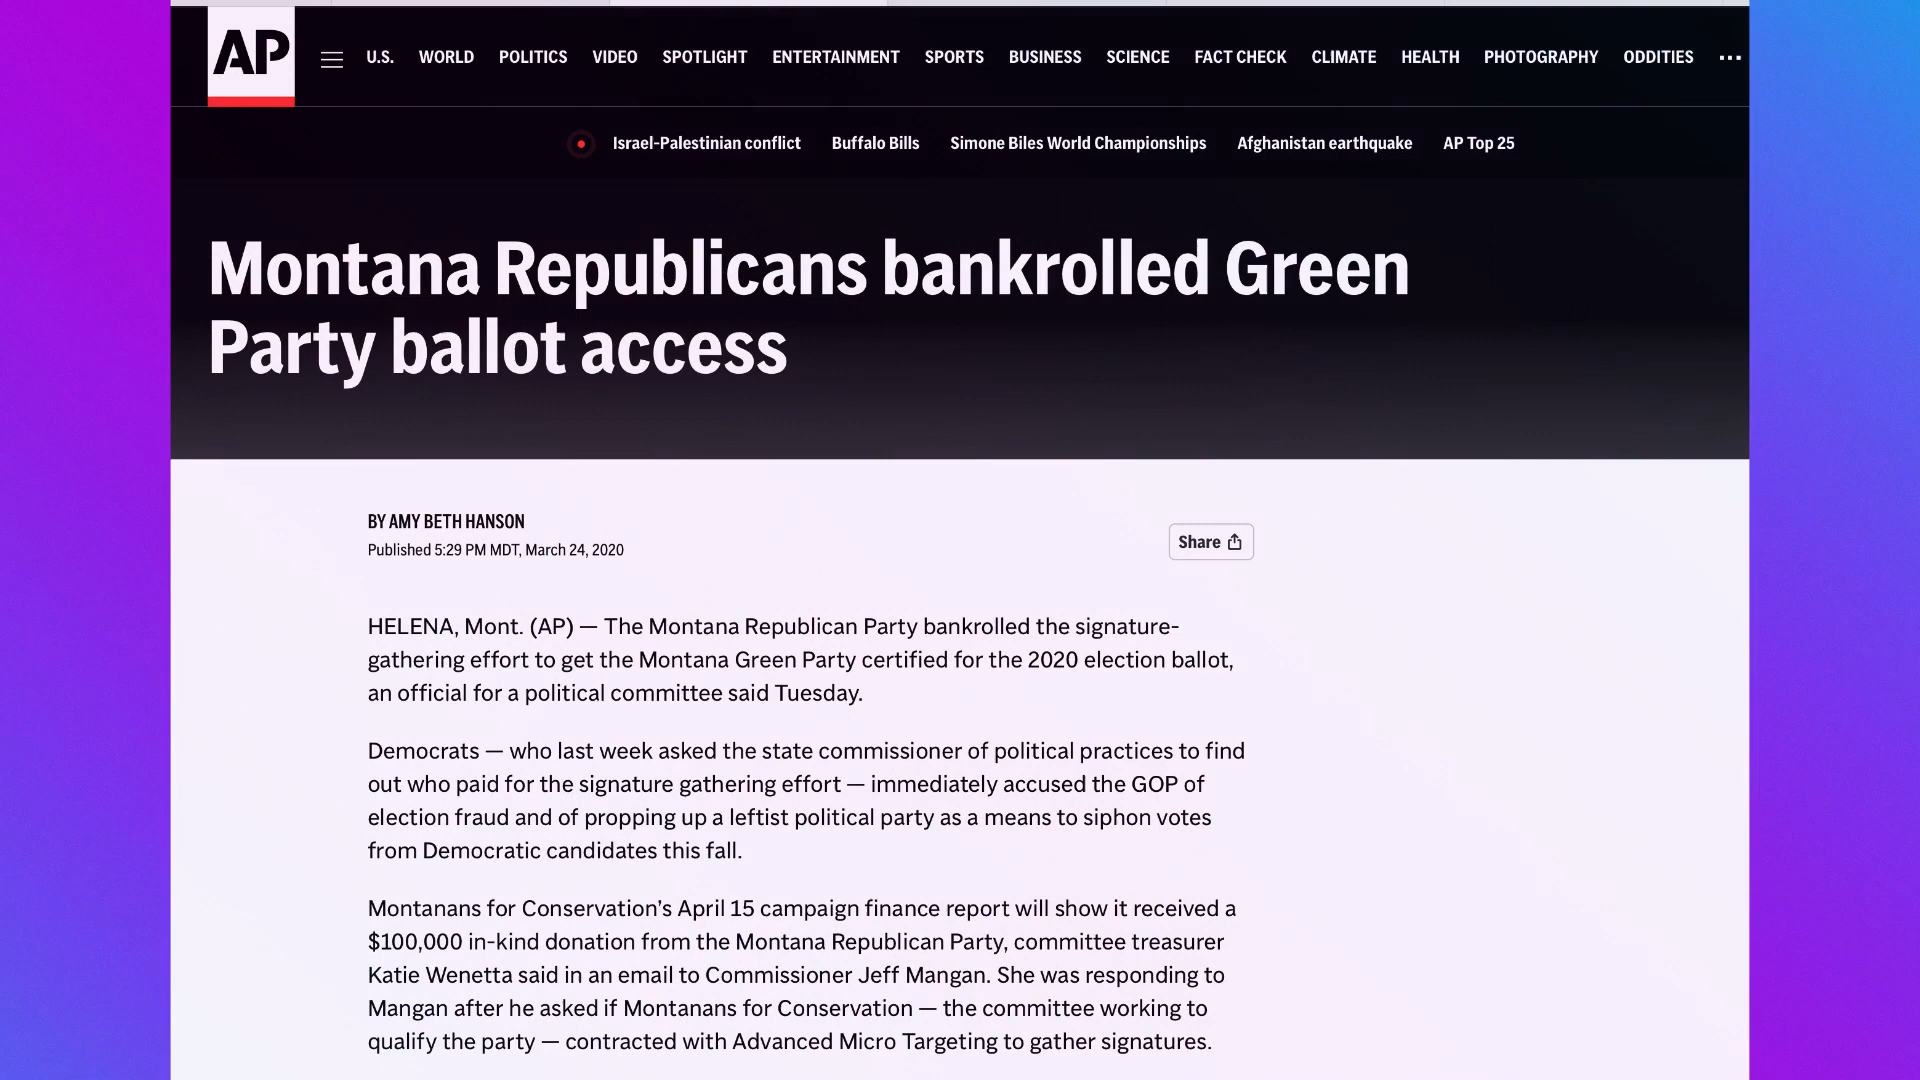 AP
U.S. WORLD POLITICS VIDEO SPOTLIGHT ENTERTAINMENT SPORTS BUSINESS SCIENCE FACT CHECK CLIMATE HEALTH PHOTOGRAPHY ODDITIES ...
Israel-Palestinian conflict Buffalo Bills Simone Biles World Championships Afghanistan earthquake AP Top 25
Montana Republicans bankrolled Green
Party ballot access
BY AMY BETH HANSON
Published 5:29 PM MDT, March 24, 2020
Share
HELENA, Mont. (AP) — The Montana Republican Party bankrolled the signature-
gathering effort to get the Montana Green Party certified for the 2020 election ballot,
an official for a political committee said Tuesday.
Democrats — who last week asked the state commissioner of political practices to find
out who paid for the signature gathering effort — immediately accused the GOP of
election fraud and of propping up a leftist political party as a means to siphon votes
from Democratic candidates this fall.
Montanans for Conservation’s April 15 campaign finance report will show it received a
$100,000 in-kind donation from the Montana Republican Party, committee treasurer
Katie Wenetta said in an email to Commissioner Jeff Mangan. She was responding to
Mangan after he asked if Montanans for Conservation — the committee working to
qualify the party — contracted with Advanced Micro Targeting to gather signatures.